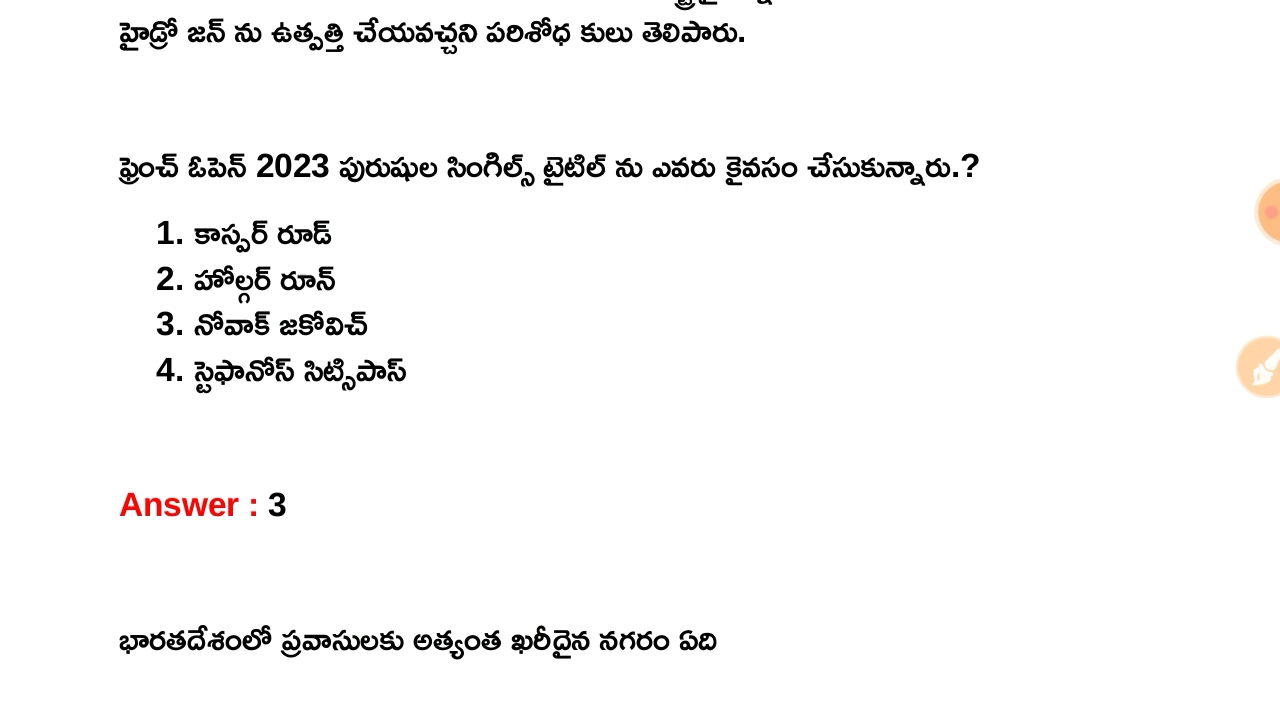 హైడ్రో జన్ ను ఉత్పత్తి చేయవచ్చని పరిశోధ కులు తెలిపారు.
ఫ్రెంచ్ ఓపెన్ 2023 పురుషుల సింగిల్స్ టైటిల్ ను ఎవరు కైవసం చేసుకున్నారు.?
1. కాస్పర్ రూడ్
2. హోల్గర్ రూన్
3. నోవాక్ జకోవిచ్
4. స్టెఫానోస్ సిట్సిపాస్
Answer : 3
భారతదేశంలో ప్రవాసులకు అత్యంత ఖరీదైన నగరం ఏది